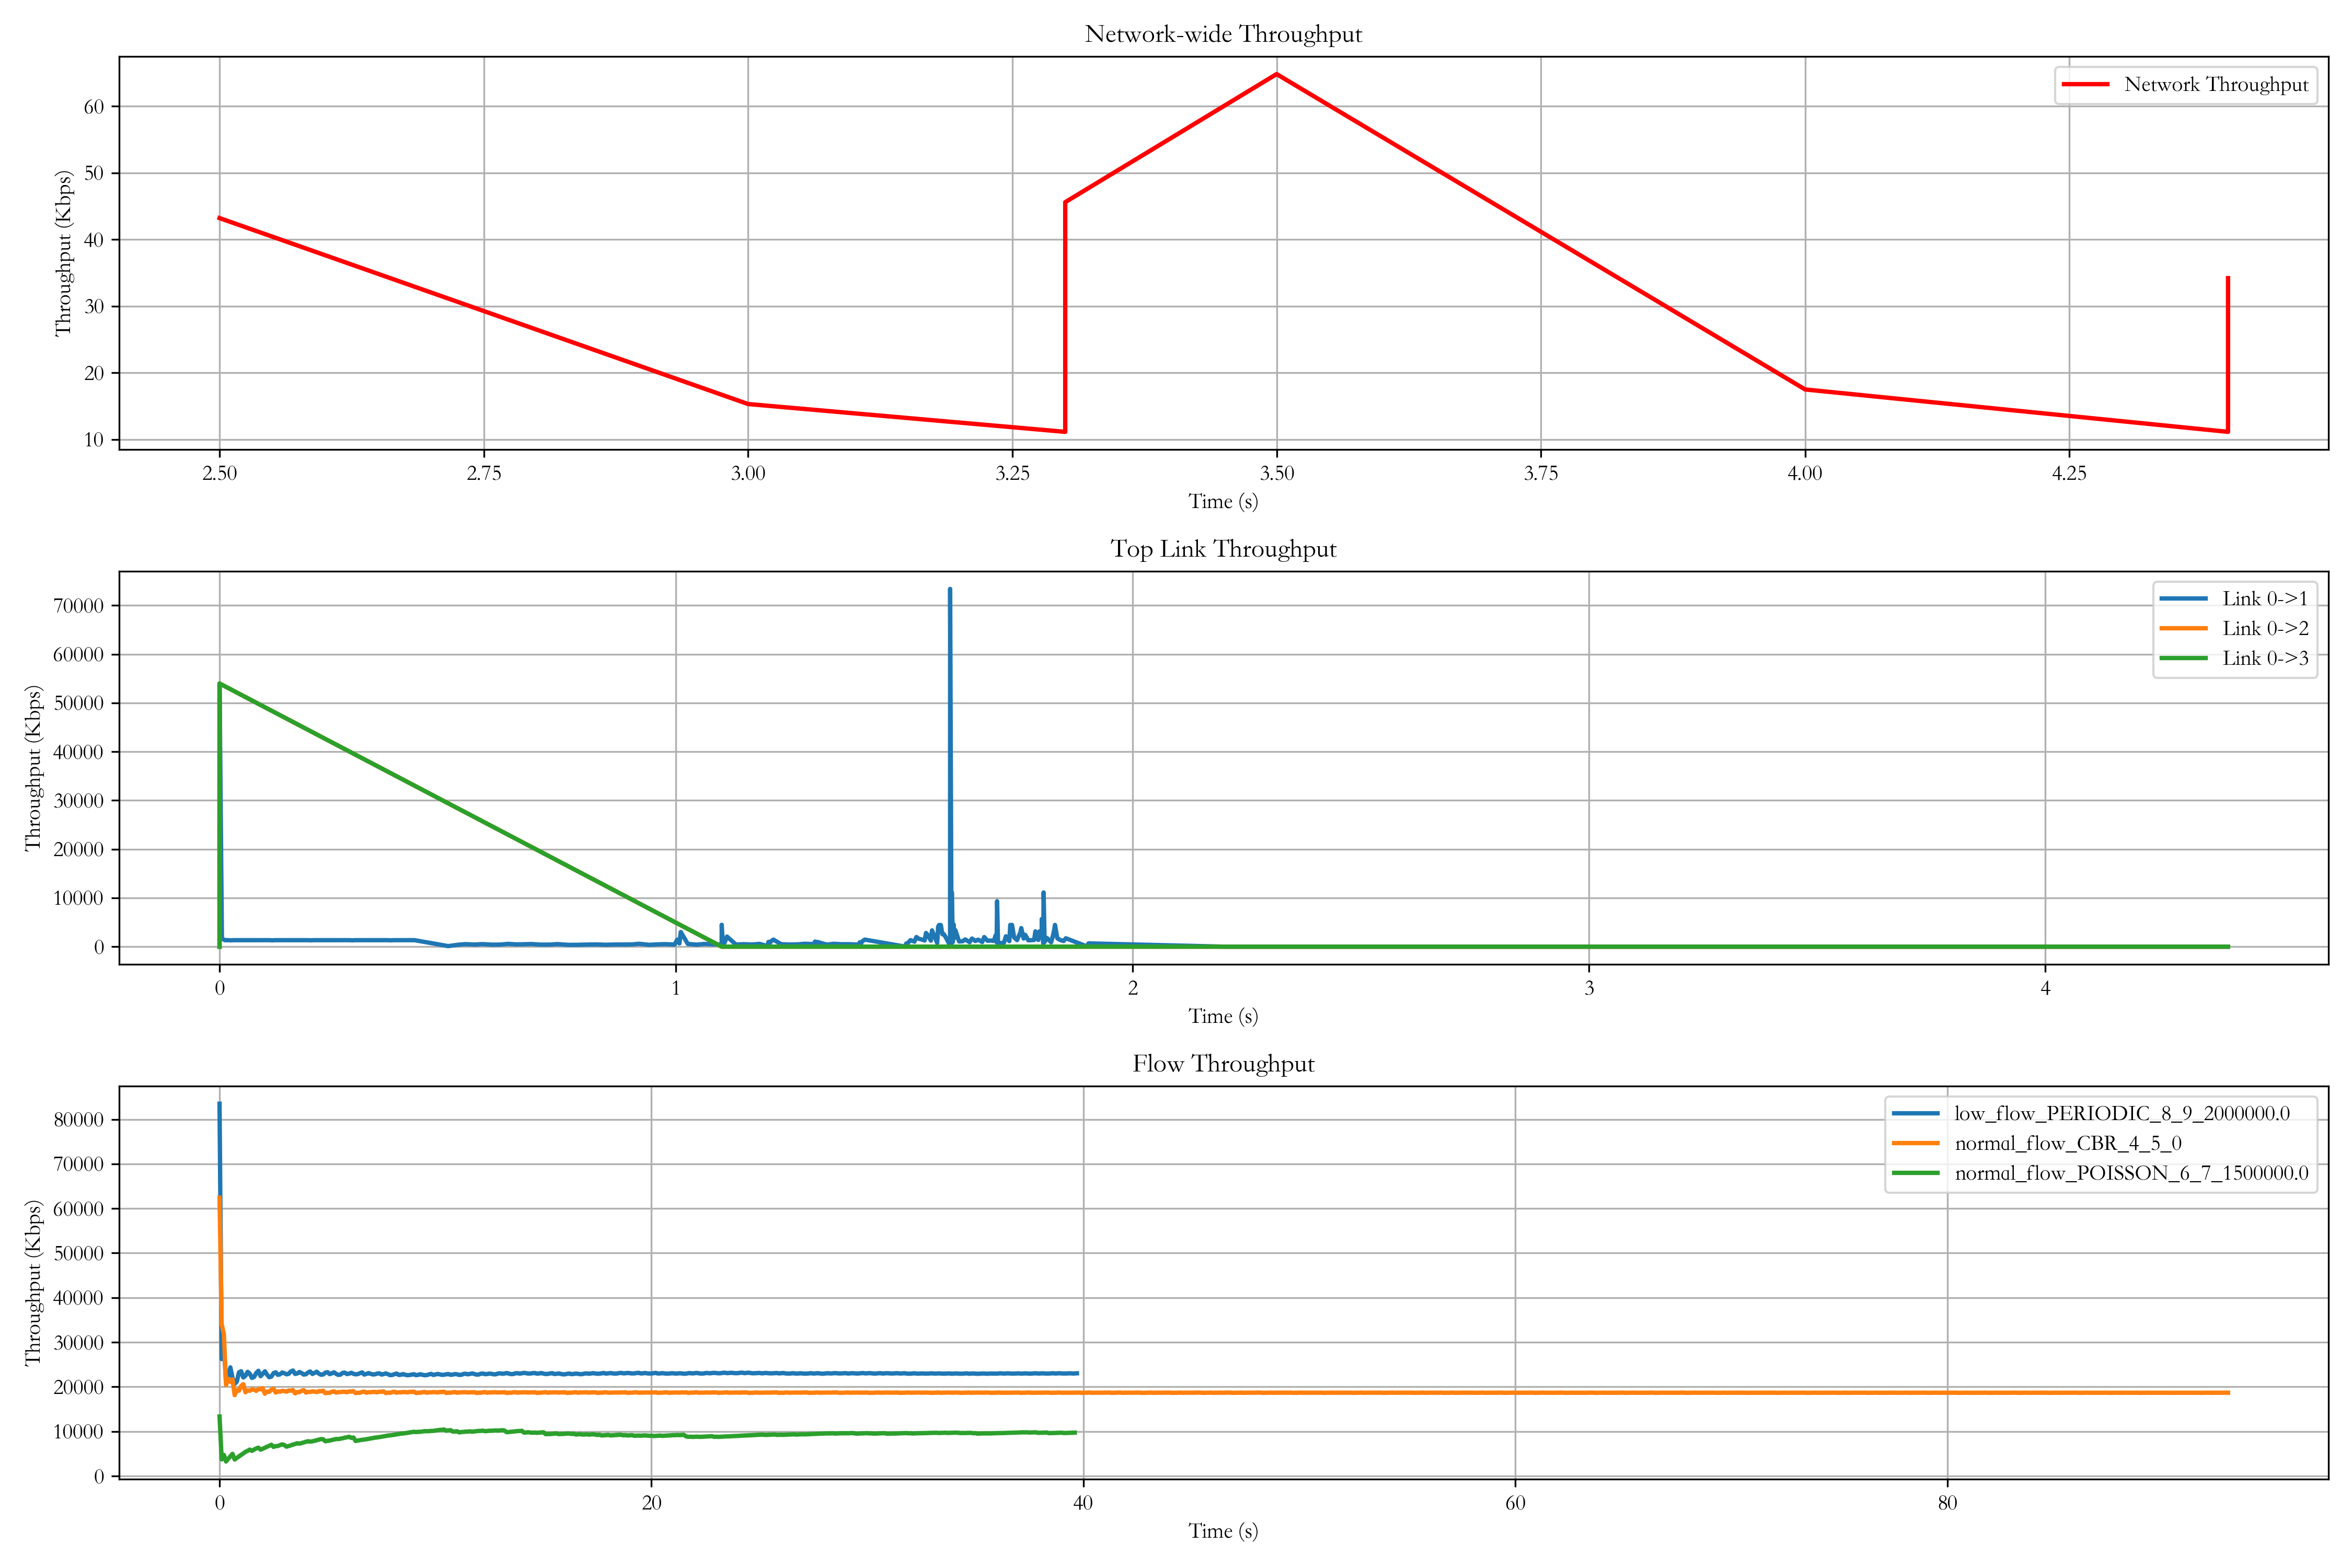 Network-wide Throughput
Throughput (Kbps)
60
50
40
30
20
10
Network Throughput
2.50 2.75 3.00 3.25 3.50 3.75 4.00 4.25
Time (s)
Top Link Throughput
Throughput (Kbps)
70000
60000
50000
40000
30000
20000
10000
0
Link 0->1
Link 0->2
Link 0->3
0 1 2 3 4
Time (s)
Flow Throughput
Throughput (Kbps)
80000
70000
60000
50000
40000
30000
20000
10000
0
low_flow_PERIODIC_8_9_2000000.0
normal_flow_CBR_4_5_0
normal_flow_POISSON_6_7_1500000.0
0 20 40 60 80
Time (s)